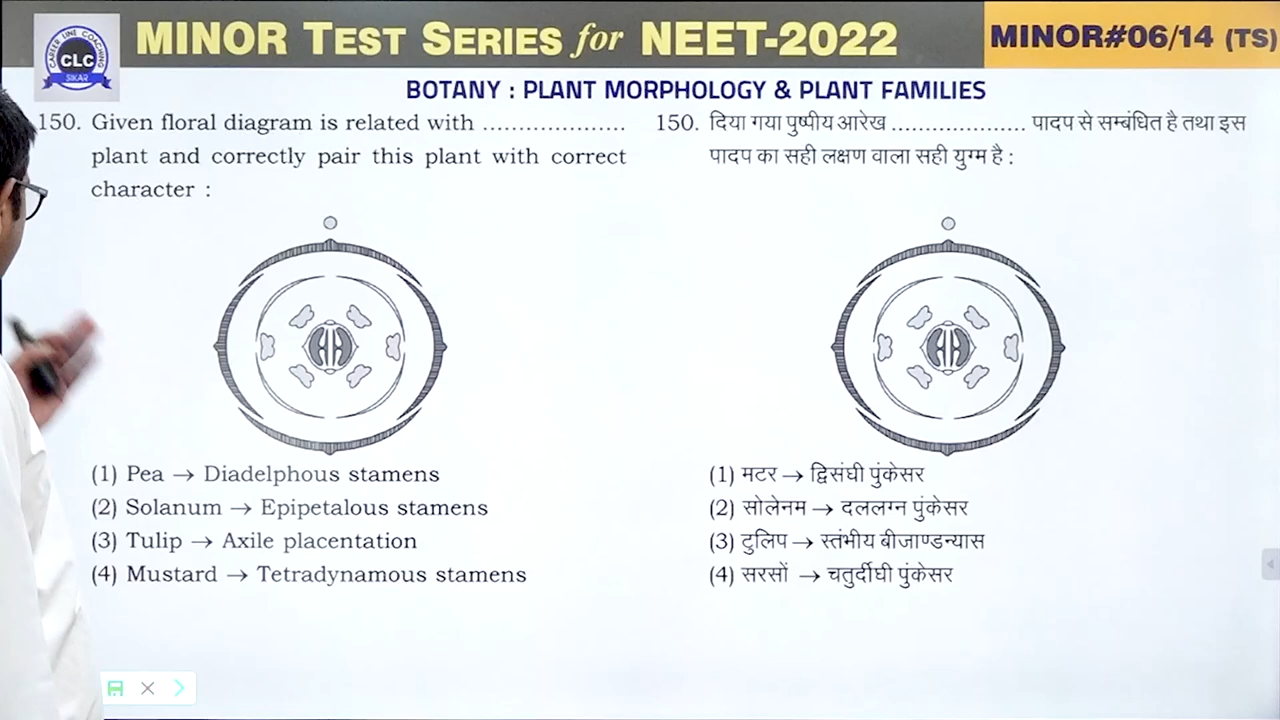 CAREER LINE COACHING
CLC
SIKAR
MINOR TEST SERIES for NEET-2022
MINOR#06/14 (TS)
BOTANY : PLANT MORPHOLOGY & PLANT FAMILIES
150. Given floral diagram is related with ....................
plant and correctly pair this plant with correct
character :
(1) Pea → Diadelphous stamens
(2) Solanum → Epipetalous stamens
(3) Tulip → Axile placentation
(4) Mustard → Tetradynamous stamens
150. दिया गया पुष्पीय आरेख .................... पादप से सम्बंधित है तथा इस
पादप का सही लक्षण वाला सही युग्म है :
(1) मटर → द्विसंघी पुंकेसर
(2) सोलेनम → दललग्न पुंकेसर
(3) टुलिप → स्तंभीय बीजाण्डन्यास
(4) सरसों → चतुर्दीघी पुंकेसर